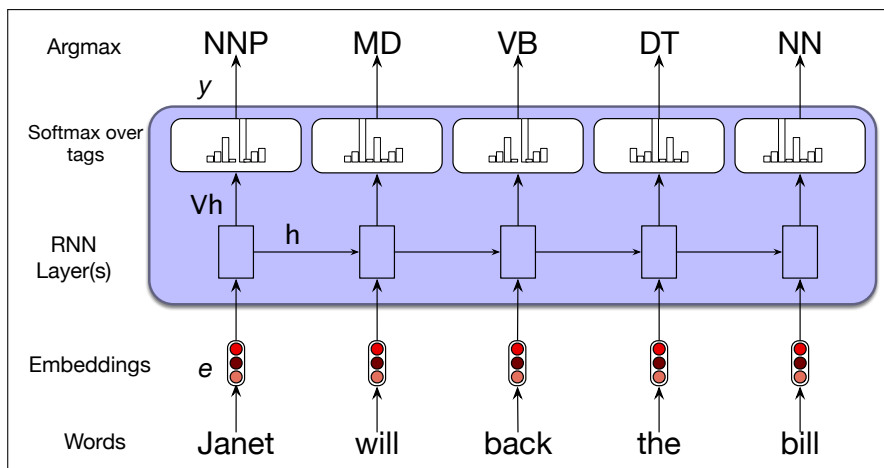 Argmax NNP MD VB DT NN
y
Softmax over
tags
Vh
h
RNN
Layer(s)
Embeddings e
Words Janet will back the bill